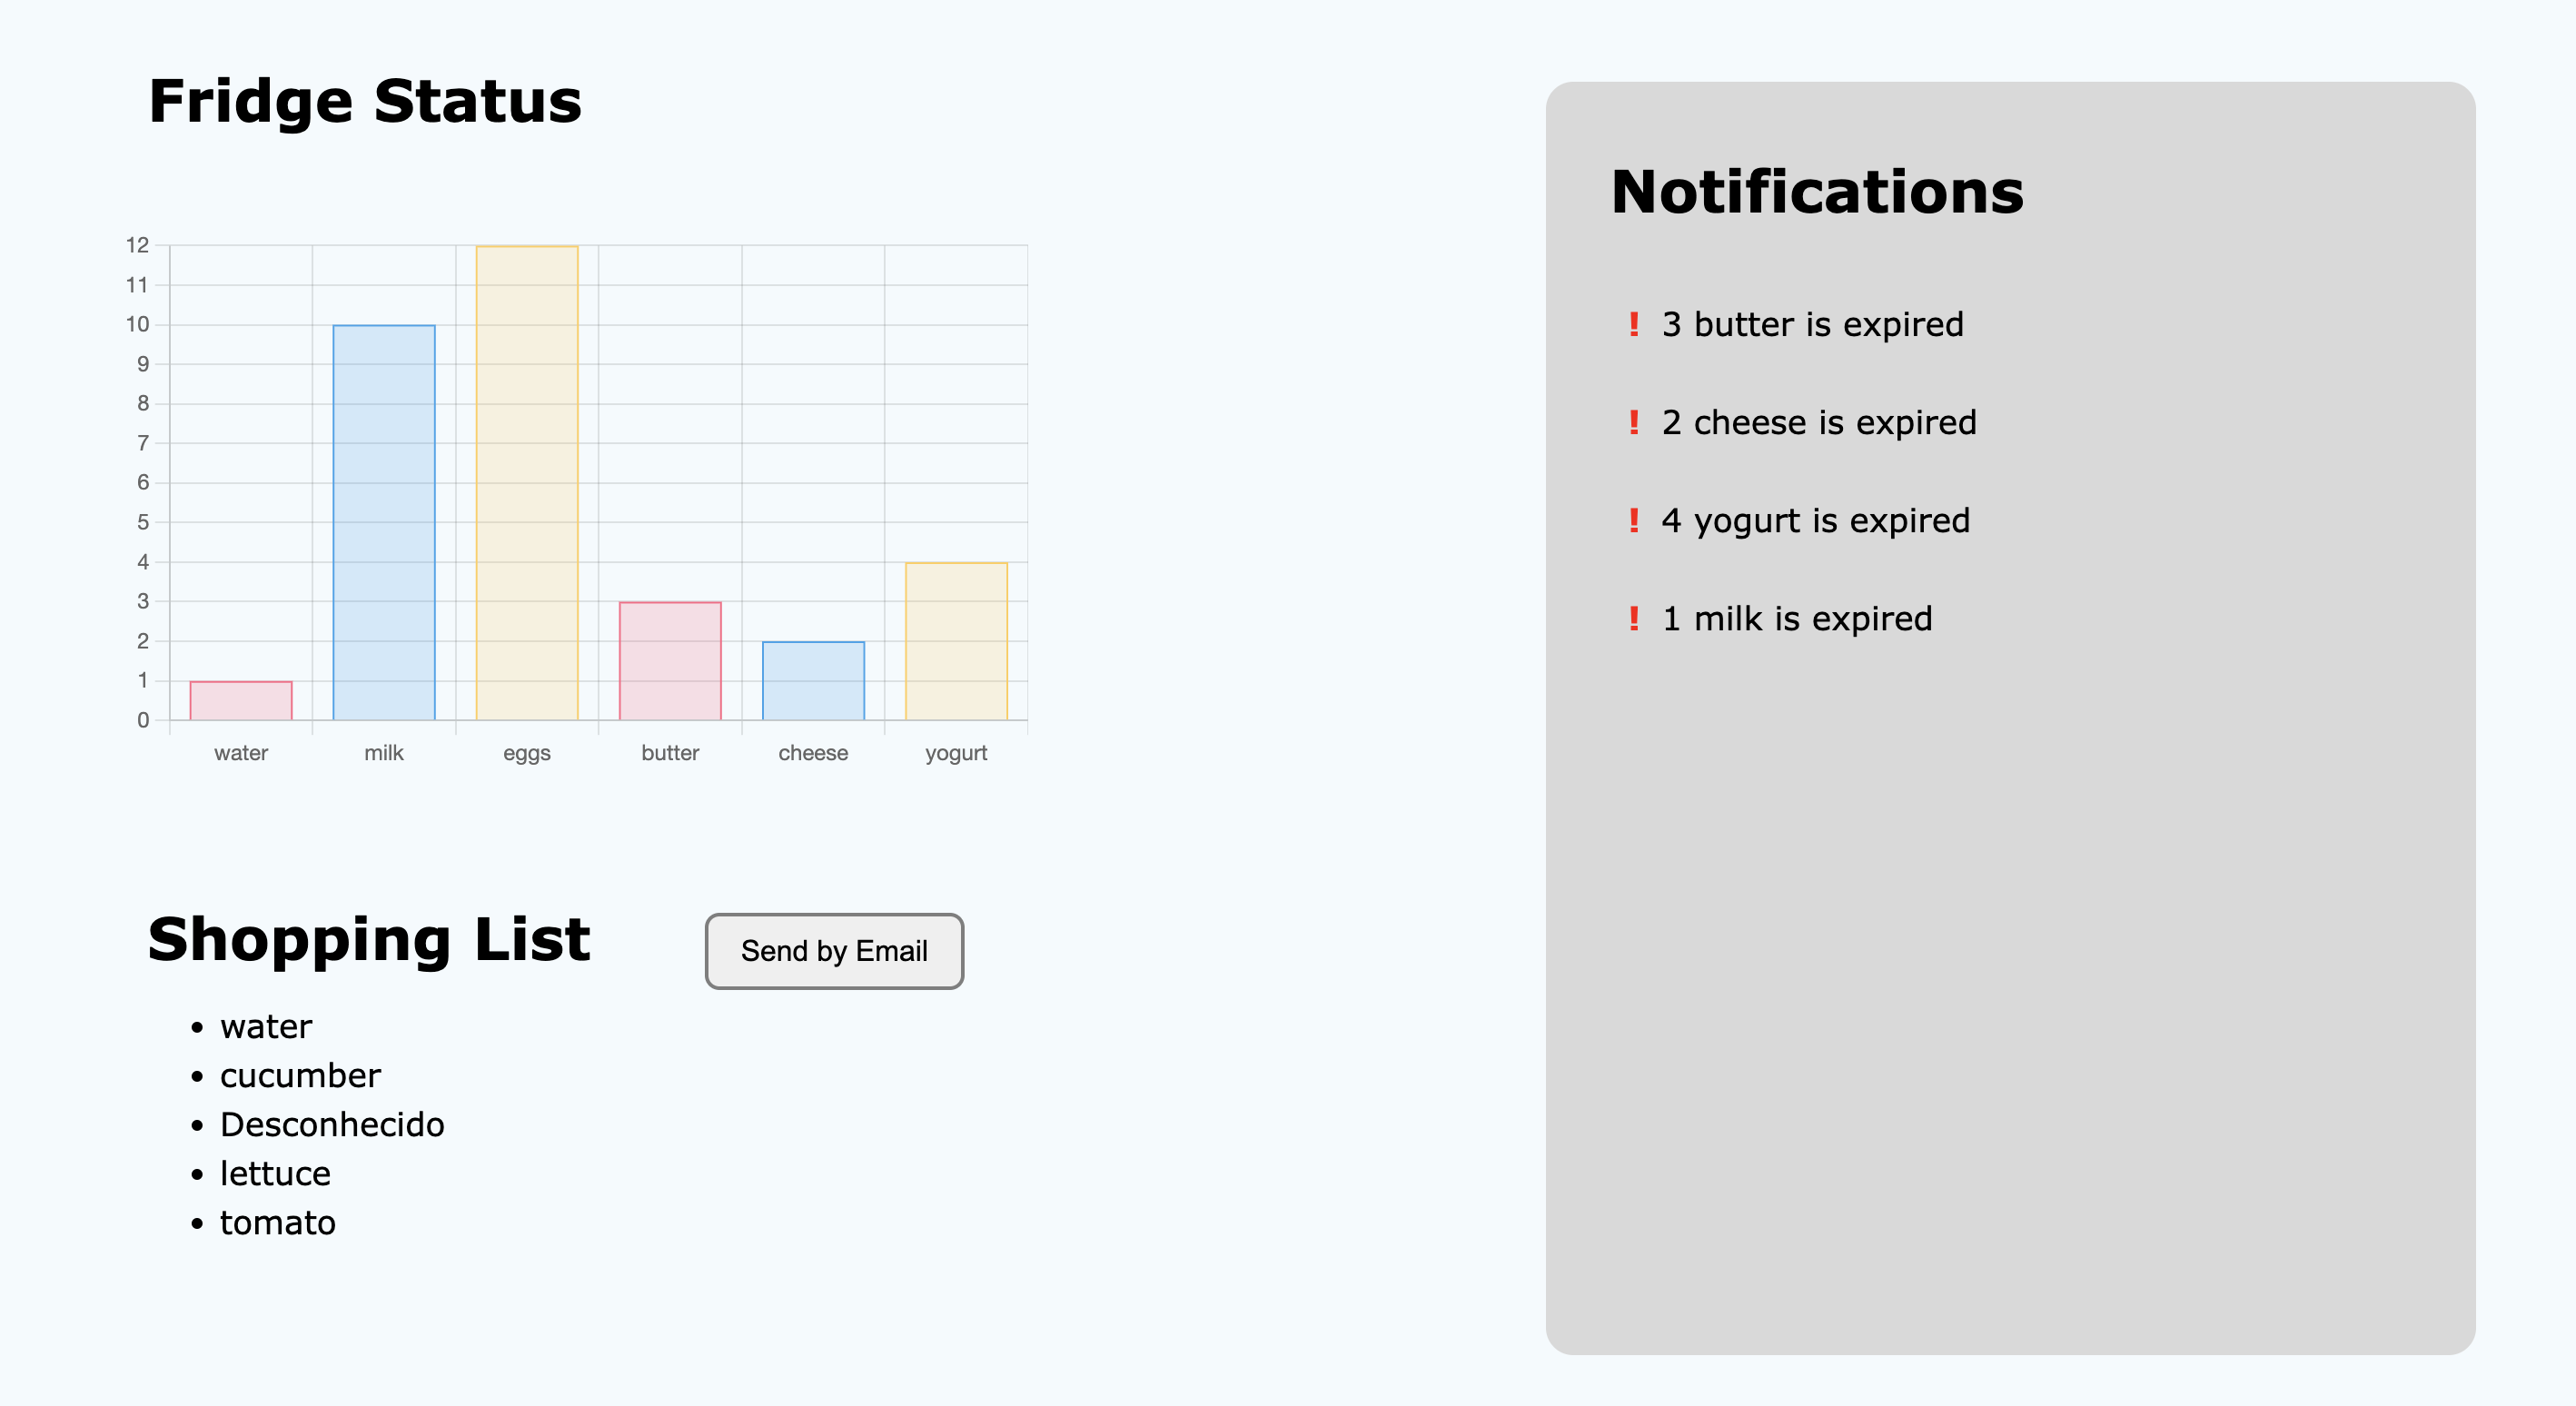 Fridge Status
12
11
10
9
8
7
6
5
4
3
2
1
0
water milk eggs butter cheese yogurt
Shopping List
Send by Email
• water
• cucumber
• Desconhecido
• lettuce
• tomato
Notifications
! 3 butter is expired
! 2 cheese is expired
! 4 yogurt is expired
! 1 milk is expired